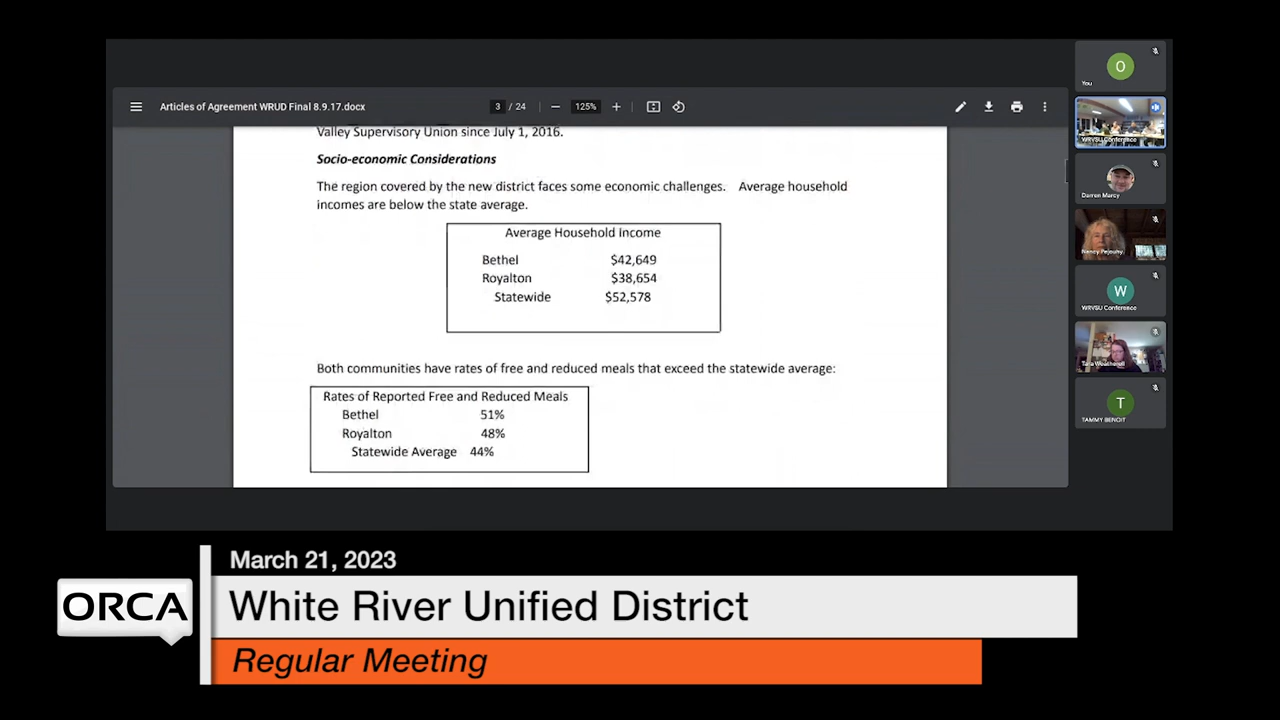 Articles of Agreement WRUD Final 8.9.17.docx
3 / 24
125%
Valley Supervisory Union since July 1, 2016.
Socio-economic Considerations
The region covered by the new district faces some economic challenges. Average household
incomes are below the state average.
Average Household Income
Bethel $42,649
Royalton $38,654
Statewide $52,578
Both communities have rates of free and reduced meals that exceed the statewide average:
Rates of Reported Free and Reduced Meals
Bethel 51%
Royalton 48%
Statewide Average 44%
O
You
WRVSU Conference
Darren Marcy
Nancy Pejouhy
W
WRVSU Conference
Tara Weatherell
T
TAMMY BENOIT
March 21, 2023
ORCA
White River Unified District
Regular Meeting